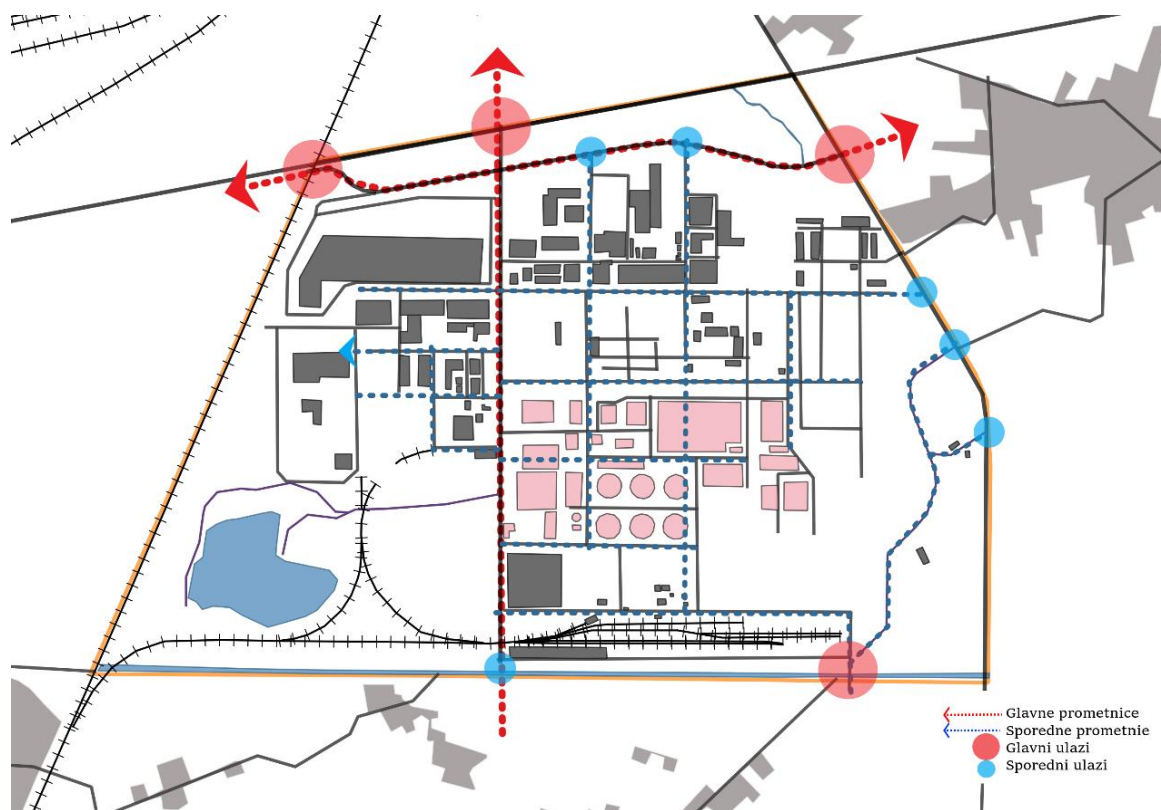 Glavne prometnice
Sporedne prometnie
Glavni ulazi
Sporedni ulazi